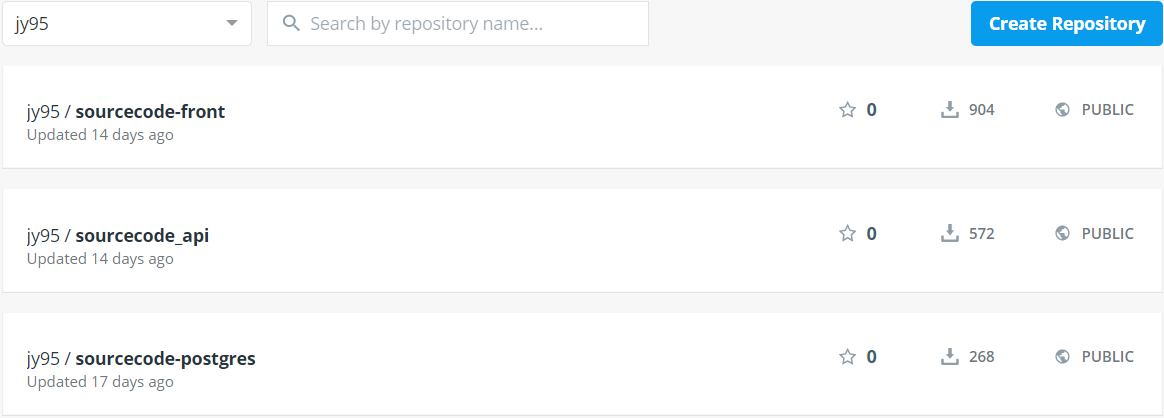 jy95
Search by repository name...
Create Repository
jy95 / sourcecode-front
0
904
PUBLIC
Updated 14 days ago
jy95 / sourcecode_api
0
572
PUBLIC
Updated 14 days ago
jy95 / sourcecode-postgres
0
268
PUBLIC
Updated 17 days ago